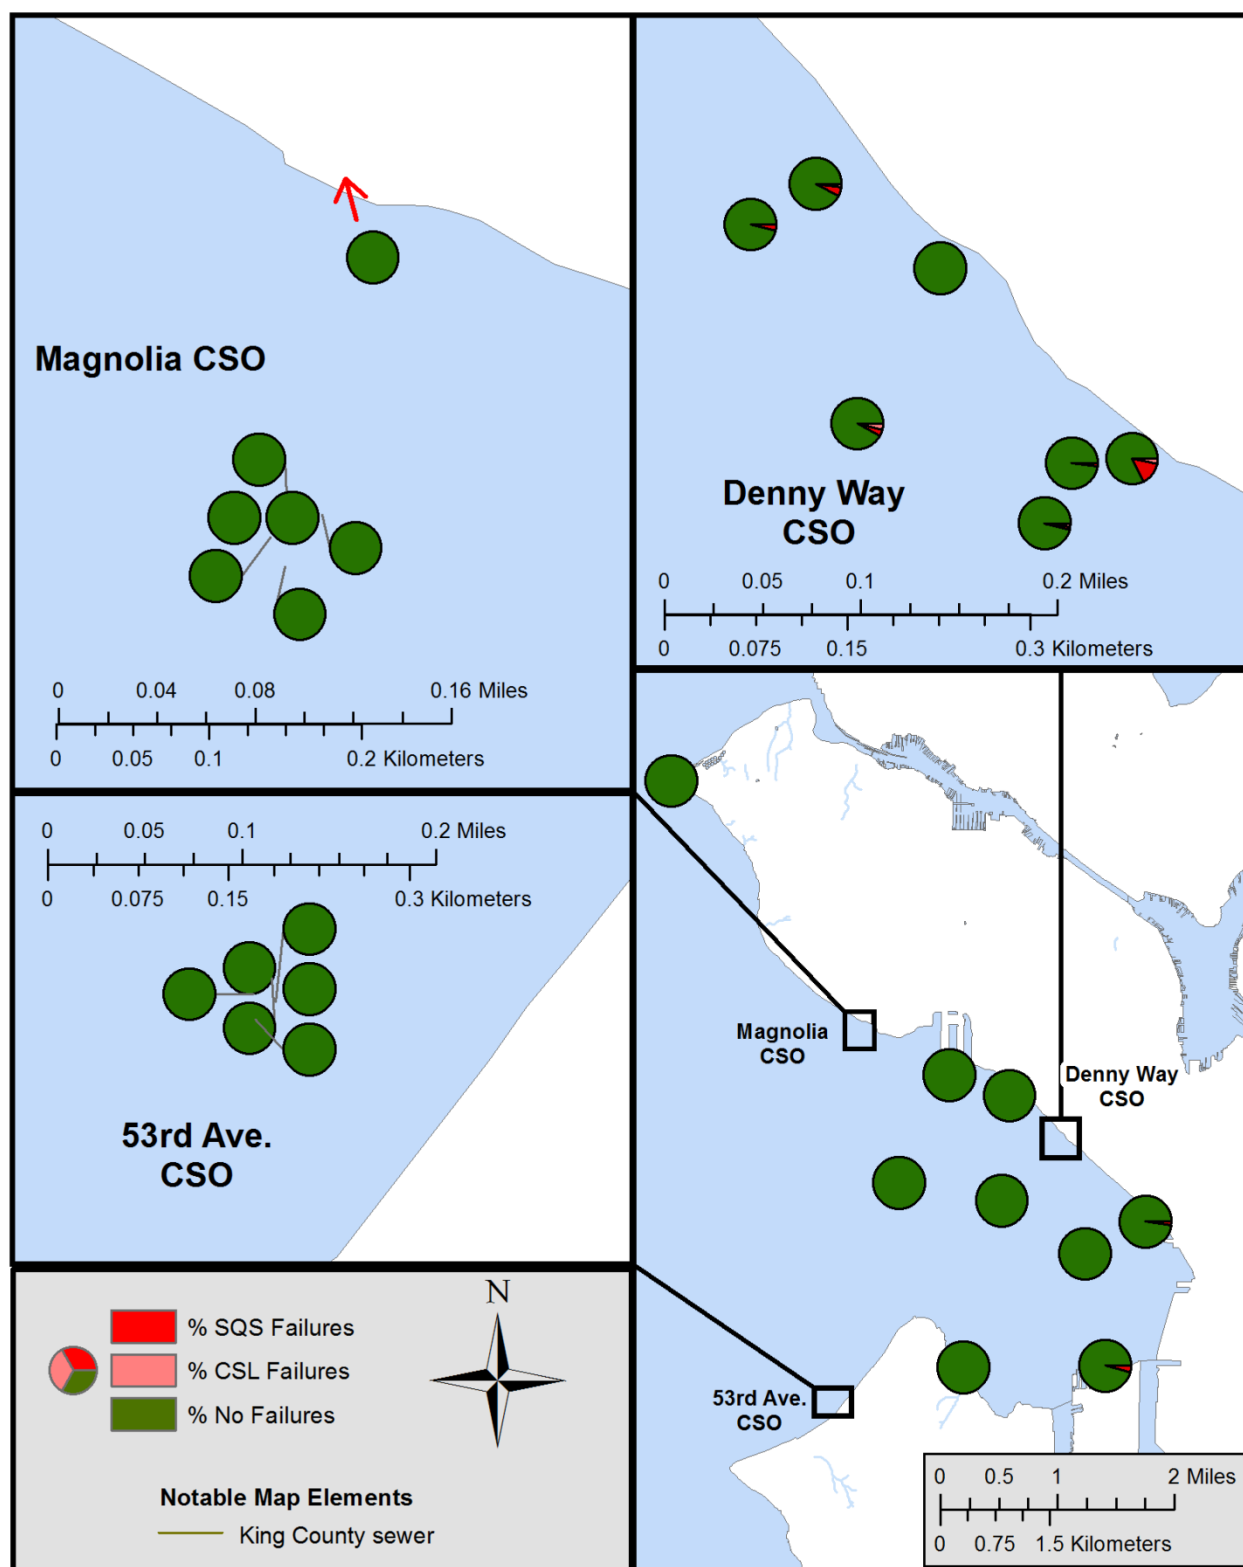 Magnolia CSO
0 0.04 0.08 0.16 Miles
0 0.05 0.1 0.2 Kilometers
Denny Way
CSO
0 0.05 0.1 0.2 Miles
0 0.075 0.15 0.3 Kilometers
0 0.05 0.1 0.2 Miles
0 0.075 0.15 0.3 Kilometers
53rd Ave.
CSO
Magnolia
CSO
Denny Way
CSO
53rd Ave.
CSO
0 0.5 1 2 Miles
0 0.75 1.5 Kilometers
N
% SQS Failures
% CSL Failures
% No Failures
Notable Map Elements
King County sewer